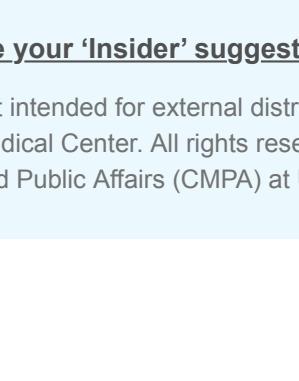 e your ‘Insider’ suggest
t intended for external distr
dical Center. All rights rese
d Public Affairs (CMPA) at